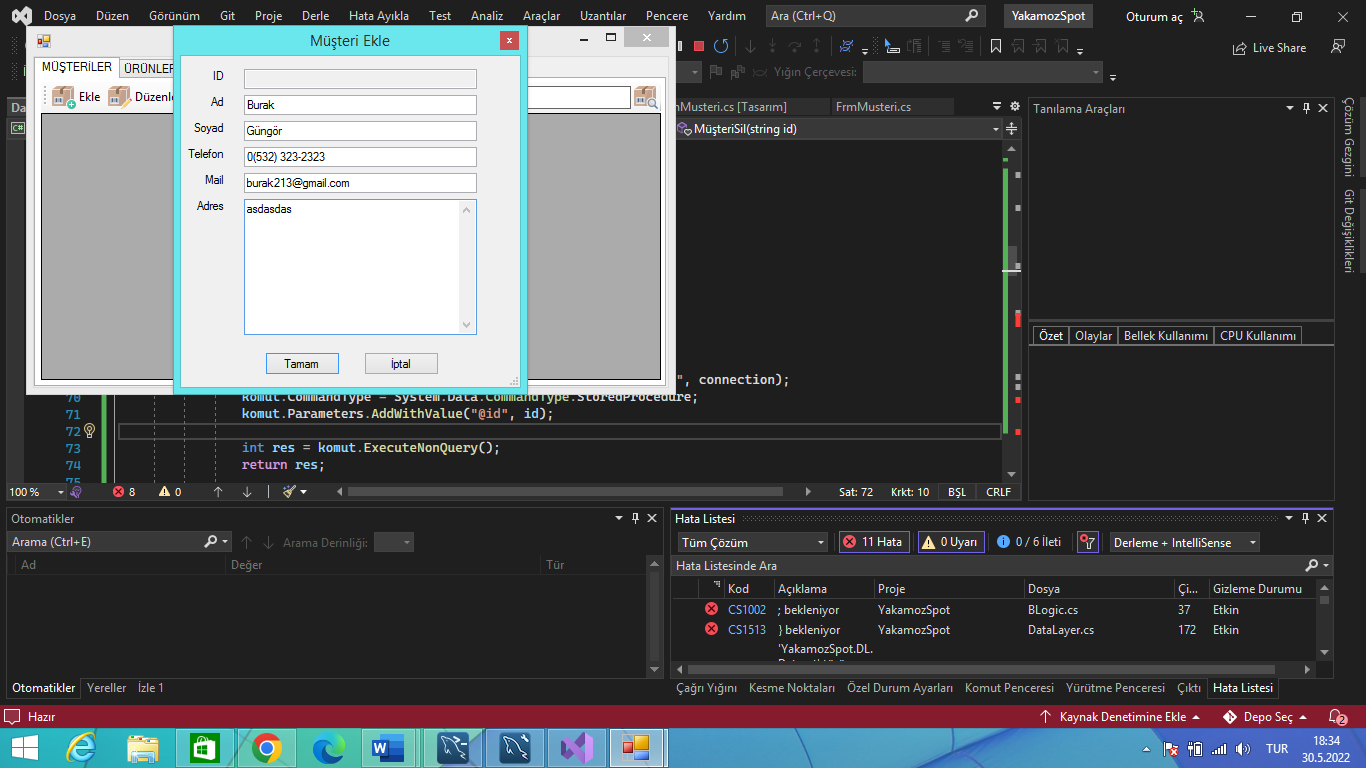 Dosya Düzen Görünüm Git Proje Derle Hata Ayıkla Test Analiz Araçlar Uzantılar Pencere Yardım Ara (Ctrl+Q) YakamozSpot Oturum aç
Live Share
Yığın Çerçevesi:
MÜŞTERİLER ÜRÜNLER
Ekle Düzenle
Müşteri Ekle
ID
Ad Burak
Soyad Güngör
Telefon 0(532) 323-2323
Mail burak213@gmail.com
Adres asdasdas
Tamam İptal
[Tasarım] FrmMusteri.cs
MüşteriSil(string id)
", connection);
70 komut.CommandType = System.Data.CommandType.StoredProcedure;
71 komut.Parameters.AddWithValue("@id", id);
72
73 int res = komut.ExecuteNonQuery();
74 return res;
75
100 % 8 0 Sat: 72 Krkt: 10 BŞL CRLF
Tanılama Araçları
Özet Olaylar Bellek Kullanımı CPU Kullanımı
Çözüm Gezgini
Git Değişiklikleri
Otomatikler
Arama (Ctrl+E) Arama Derinliği:
Ad Değer Tür
Otomatikler Yereller İzle 1
Hata Listesi
Tüm Çözüm 11 Hata 0 Uyarı 0 / 6 İleti Derleme + IntelliSense
Hata Listesinde Ara
Kod Açıklama Proje Dosya Çi... Gizleme Durumu
CS1002 ; bekleniyor YakamozSpot BLogic.cs 37 Etkin
CS1513 } bekleniyor YakamozSpot DataLayer.cs 172 Etkin
'YakamozSpot.DL.
Çağrı Yığını Kesme Noktaları Özel Durum Ayarları Komut Penceresi Yürütme Penceresi Çıktı Hata Listesi
Hazır Kaynak Denetimine Ekle Depo Seç 2
TUR 18:34
30.5.2022